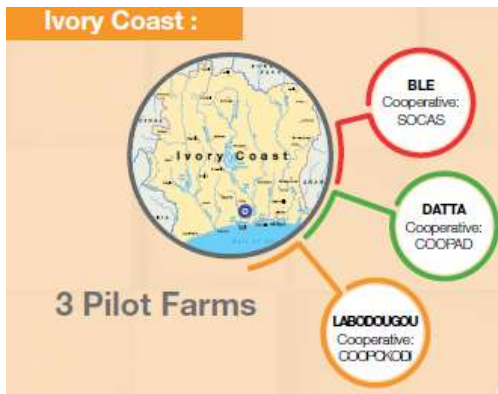 Ivory Coast :
BLE
Cooperative:
SOCAS
Ivory Coast
DATTA
Cooperative:
COOPAD
3 Pilot Farms
LABODOUGOU
Cooperative:
COOPCKODI